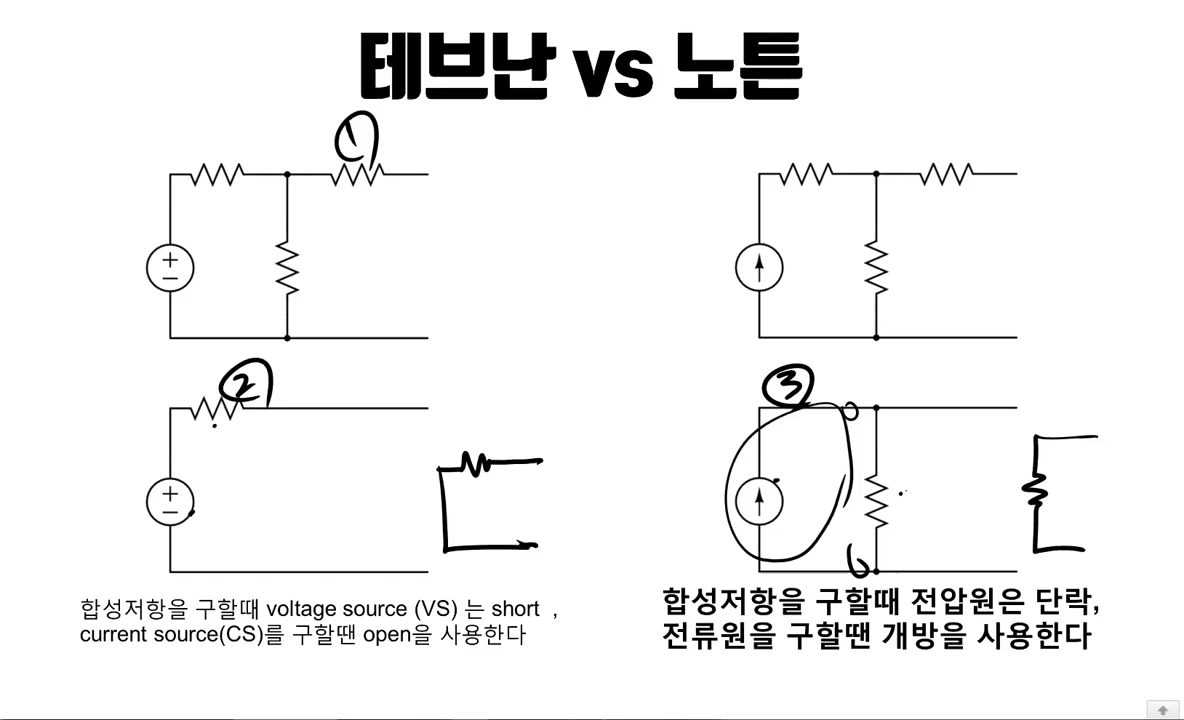 테브난 vs 노튼
1
2
3
합성저항을 구할때 voltage source (VS) 는 short ,
current source(CS)를 구할땐 open을 사용한다
합성저항을 구할때 전압원은 단락,
전류원을 구할땐 개방을 사용한다